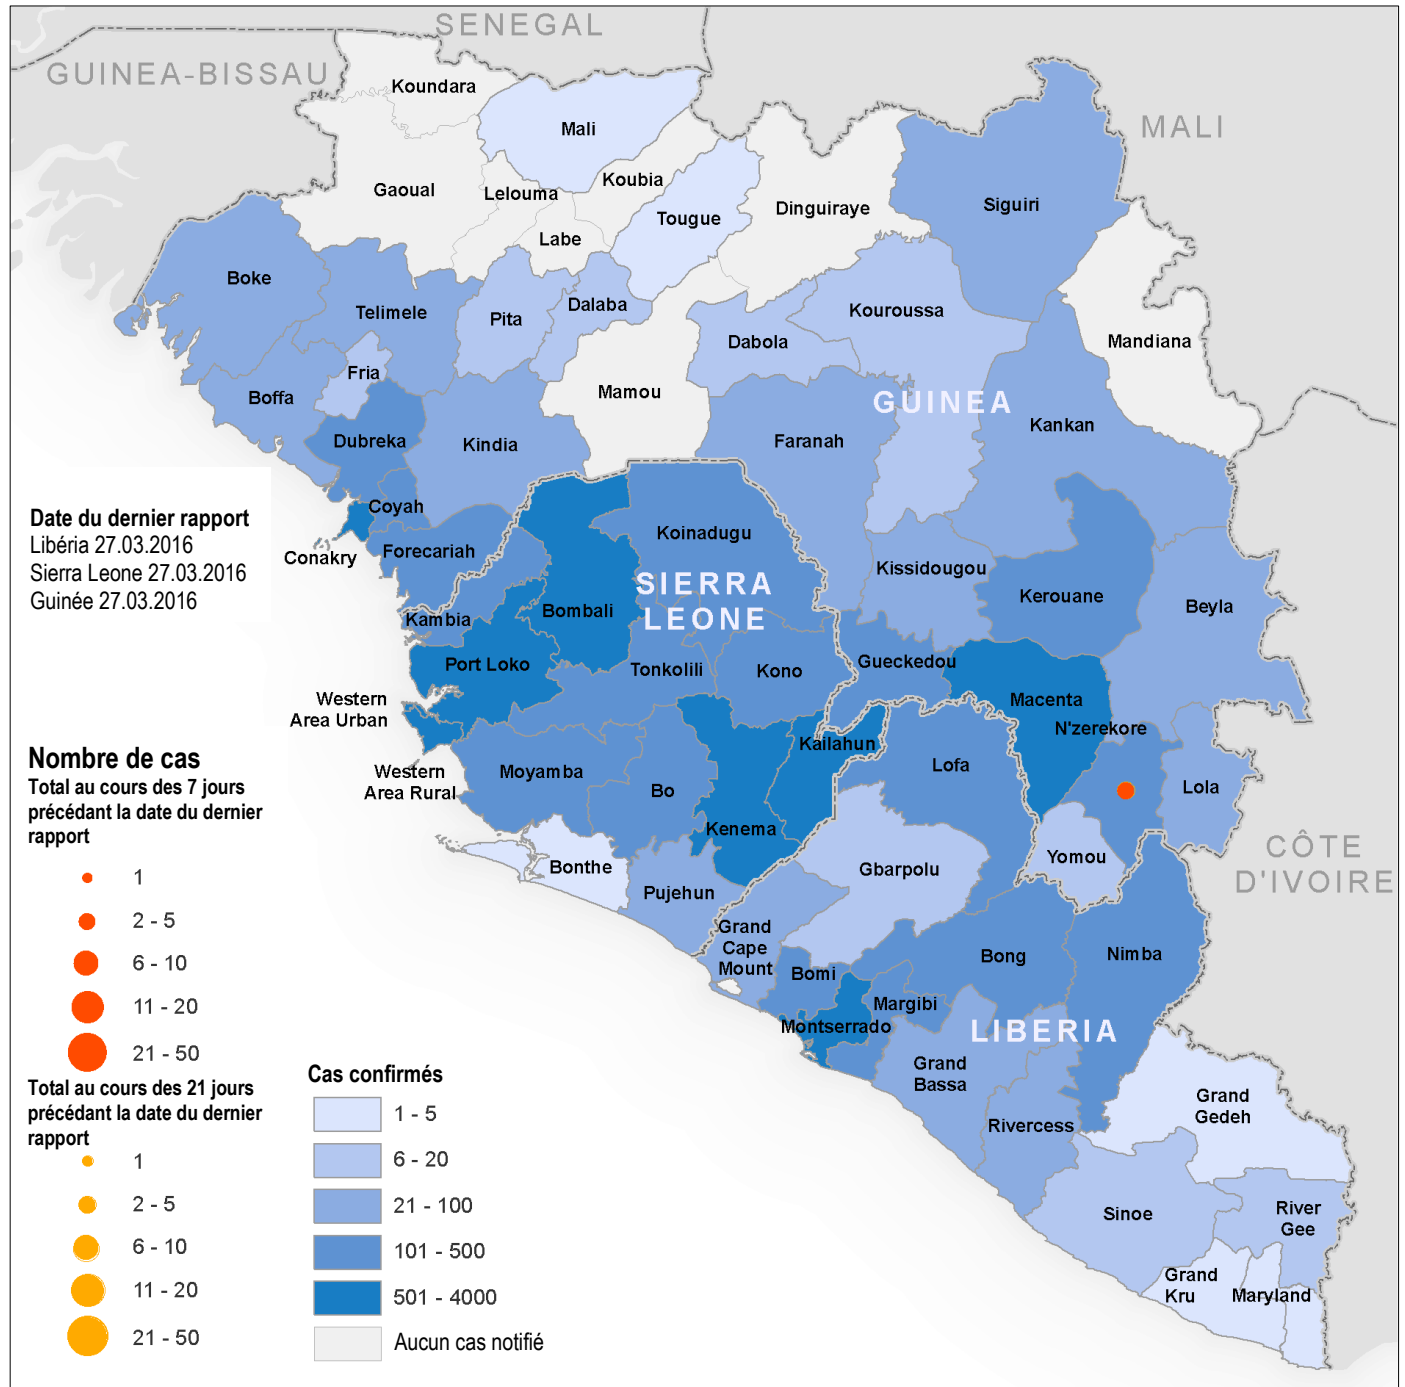 SENEGAL
GUINEA-BISSAU
MALI
Koundara
Mali
Gaoual
Lelouma
Koubia
Labe
Tougue
Dinguiraye
Siguiri
Boke
Telimele
Pita
Dalaba
Kouroussa
Dabola
Mandiana
Fria
Boffa
Mamou
GUINEA
Kankan
Dubreka
Kindia
Faranah
Coyah
Date du dernier rapport
Libéria 27.03.2016
Sierra Leone 27.03.2016
Guinée 27.03.2016
Conakry
Forecariah
Koinadugu
SIERRA
LEONE
Kissidougou
Kerouane
Beyla
Kambia
Bombali
Port Loko
Tonkolili
Kono
Gueckedou
Macenta
N'zerekore
Western
Area Urban
Western
Area Rural
Kailahun
Lofa
Lola
Moyamba
Bo
Kenema
Bonthe
Pujehun
Gbarpolu
Yomou
CÔTE
D'IVOIRE
Grand
Cape
Mount
Bomi
Bong
Nimba
Margibi
Montserrado
LIBERIA
Grand
Bassa
Rivercess
Grand
Gedeh
Sinoe
River
Gee
Grand
Kru
Maryland
Nombre de cas
Total au cours des 7 jours
précédant la date du dernier
rapport
1
2 - 5
6 - 10
11 - 20
21 - 50
Total au cours des 21 jours
précédant la date du dernier
rapport
1
2 - 5
6 - 10
11 - 20
21 - 50
Cas confirmés
1 - 5
6 - 20
21 - 100
101 - 500
501 - 4000
Aucun cas notifié